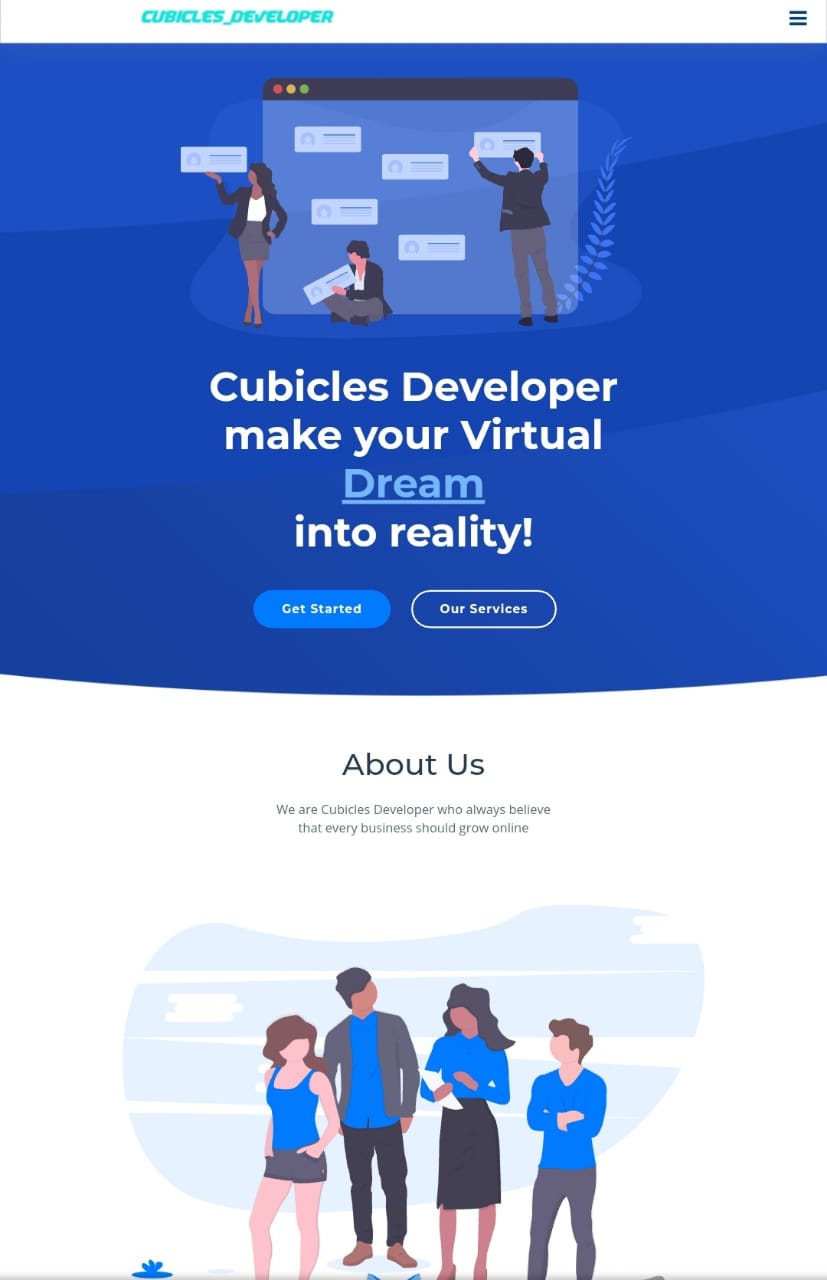 CUBICLES_DEVELOPER
Cubicles Developer
make your Virtual
Dream
into reality!
Get Started
Our Services
About Us
We are Cubicles Developer who always believe
that every business should grow online